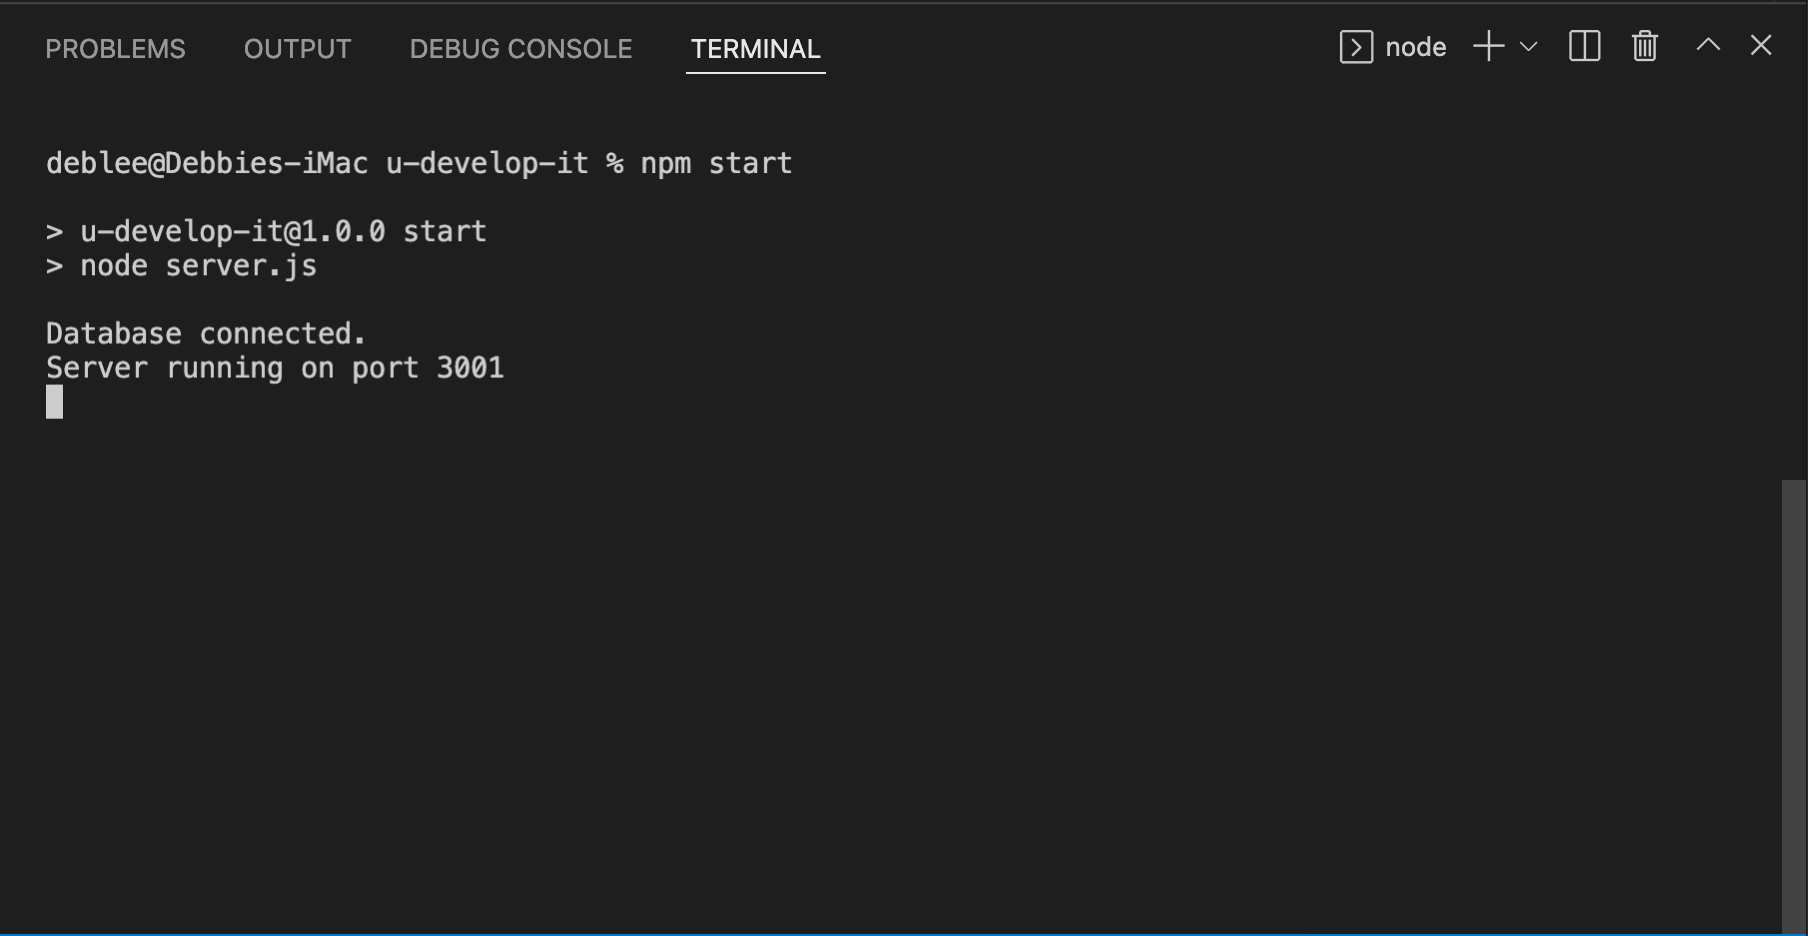 PROBLEMS OUTPUT DEBUG CONSOLE TERMINAL node
deblee@Debbies-iMac u-develop-it % npm start
> u-develop-it@1.0.0 start
> node server.js
Database connected.
Server running on port 3001